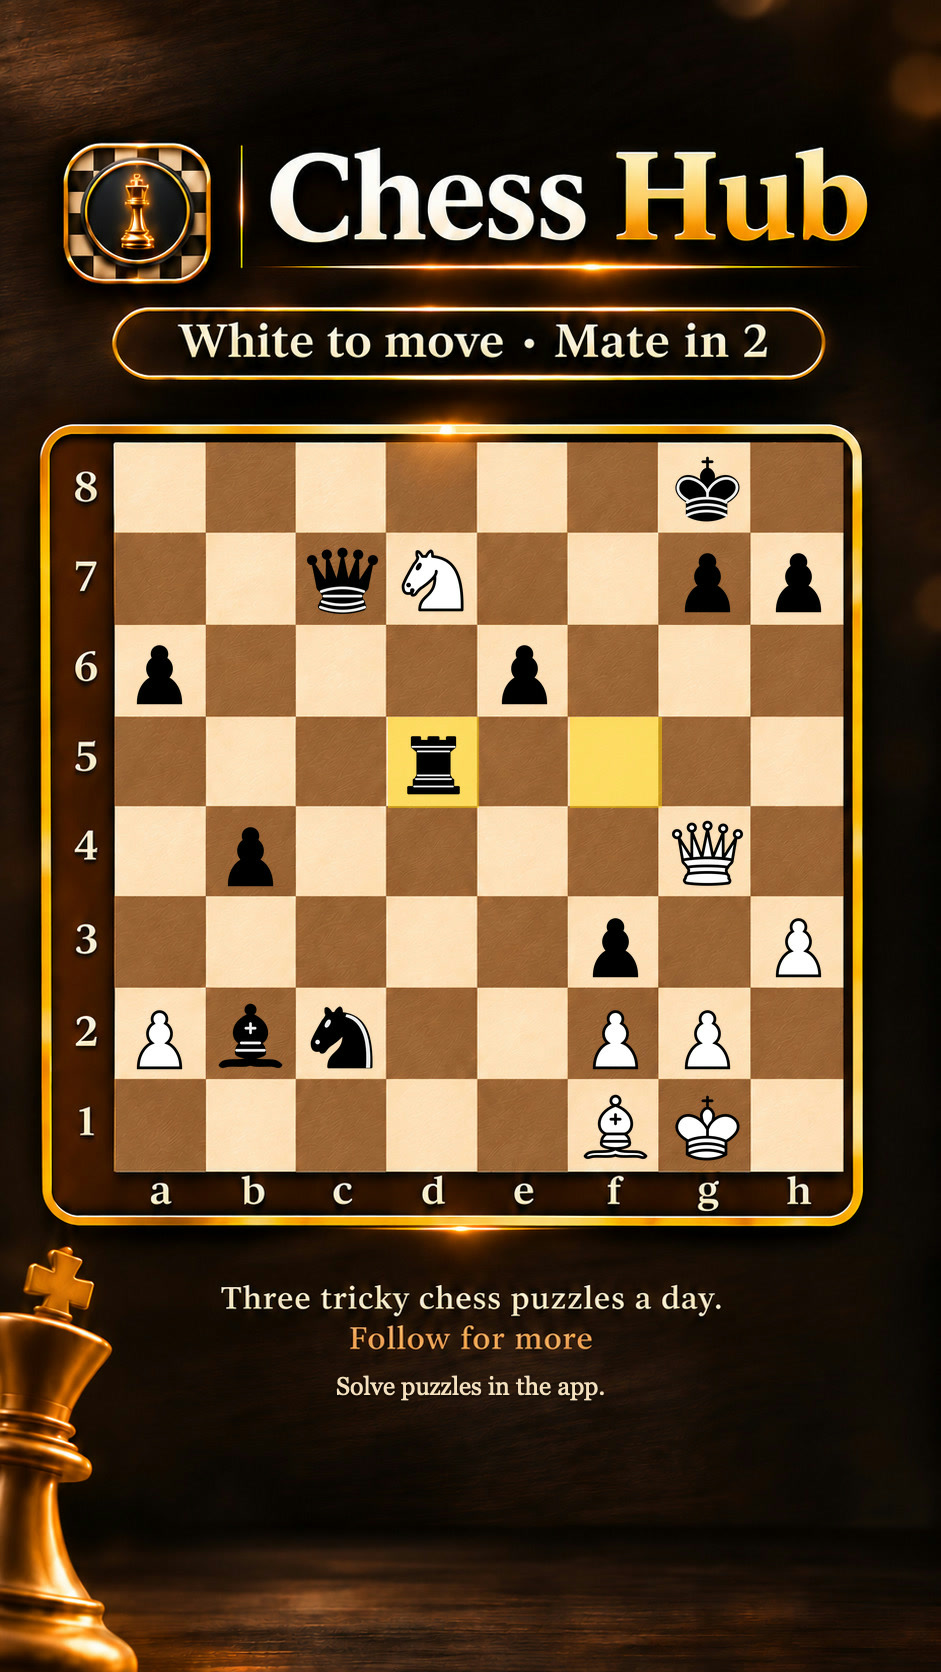 Chess Hub
White to move • Mate in 2
8
7
6
5
4
3
2
1
a b c d e f g h
Three tricky chess puzzles a day.
Follow for more
Solve puzzles in the app.